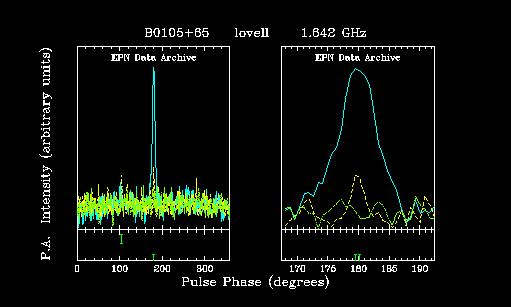 B0105+65 lovell 1.642 GHz
EPN Data Archive EPN Data Archive
Intensity (arbitrary units)
P.A.
0 100 200 300 170 175 180 185 190
Pulse Phase (degrees)